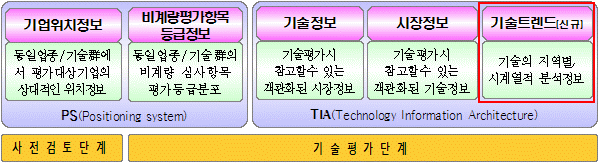 기업위치정보
동일업종/기술群에
서 평가대상기업의
상대적인 위치정보
비계량평가항목
등급정보
동일업종/기술群의
비계량 심사항목
평가등급분포
PS(Positioning system)
기술정보
기술평가시
참고할수 있는
객관화된 시장정보
시장정보
기술평가시
참고할수 있는
객관화된 기술정보
기술트렌드[신규]
기술의 지역별,
시계열적 분석정보
TIA(Technology Information Architecture)
사전검토단계
기술평가단계